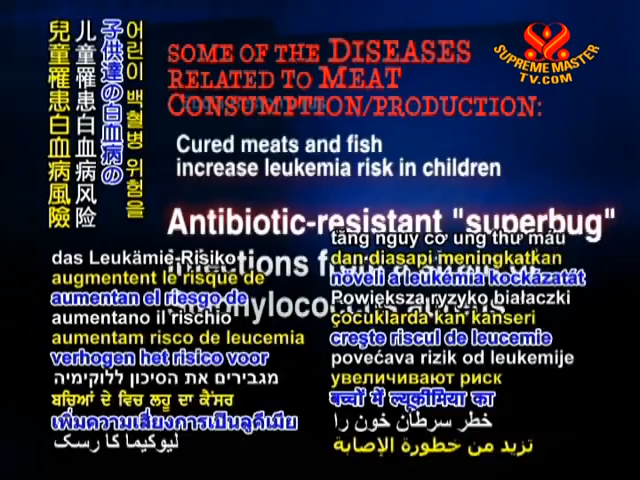 兒童罹患白血病風險
儿童罹患白血病风险
子供達の白血病の
어린이 백혈병 위험을
SOME OF THE DISEASES
RELATED TO MEAT
CONSUMPTION/PRODUCTION:
SUPREME MASTER
TV.COM
Cured meats and fish
increase leukemia risk in children
Antibiotic-resistant "superbug"
infections from
das Leukämie-Risiko
augmentent le risque de
aumentan el riesgo de
aumentano il rischio
aumentam risco de leucemia
verhogen het risico voor
מגבירים את הסיכון ללוקימיה
ਬਚਿਆਂ ਦੇ ਵਿਚ ਲਹੂ ਦਾ ਕੈਂਸਰ
เพิ่มความเสี่ยงการเป็นลูคีเมีย
لیوکیما کا رسک
tăng nguy cơ ung thư máu
dan diasapi meningkatkan
növeli a leukémia kockázatát
Powiększa ryzyko białaczki
çocuklarda kan kanseri
creşte riscul de leucemie
povećava rizik od leukemije
увеличивают риск
बच्चों में ल्यूकीमिया का
خطر سرطان خون را
تزيد من خطورة الإصابة